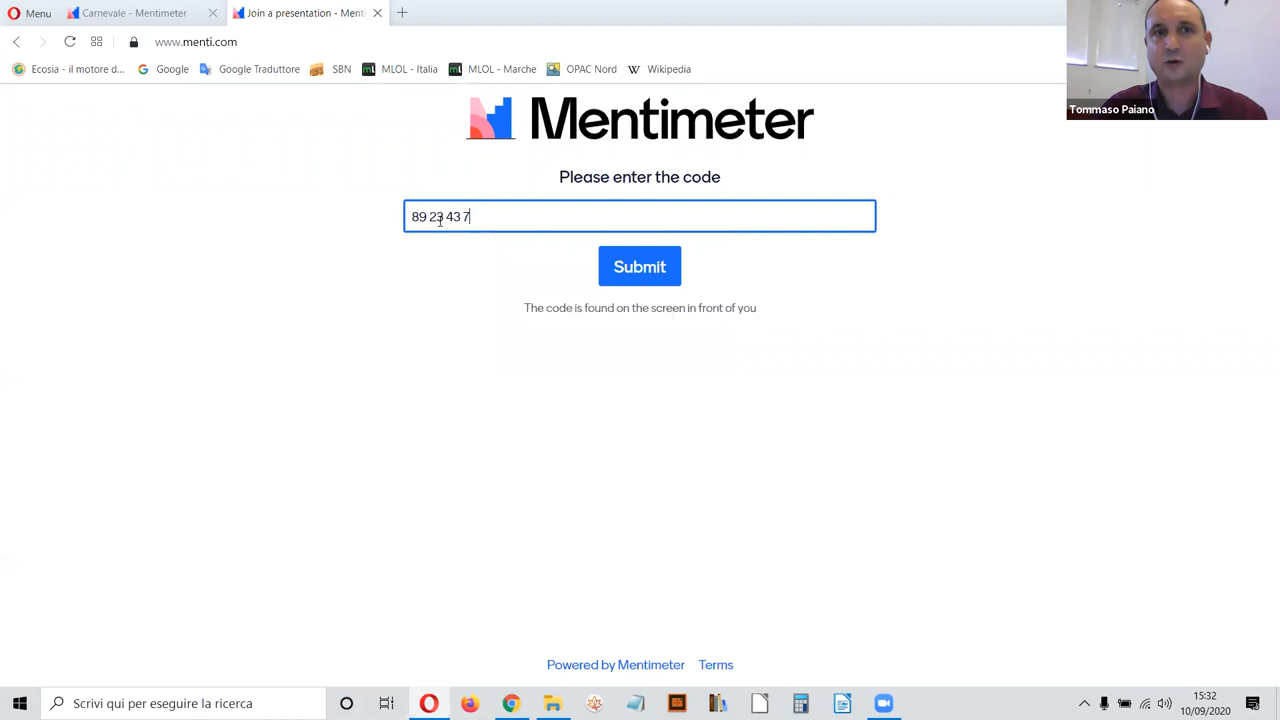 Menu
Carnevale - Mentimeter
Join a presentation - Menti
www.menti.com
Ecosia - il motore d...
Google
Google Traduttore
SBN
MLOL - Italia
MLOL - Marche
OPAC Nord
Wikipedia
Tommaso Paiano
Mentimeter
Please enter the code
89 23 43 7
Submit
The code is found on the screen in front of you
Powered by Mentimeter
Terms
Scrivi qui per eseguire la ricerca
15:32
10/09/2020